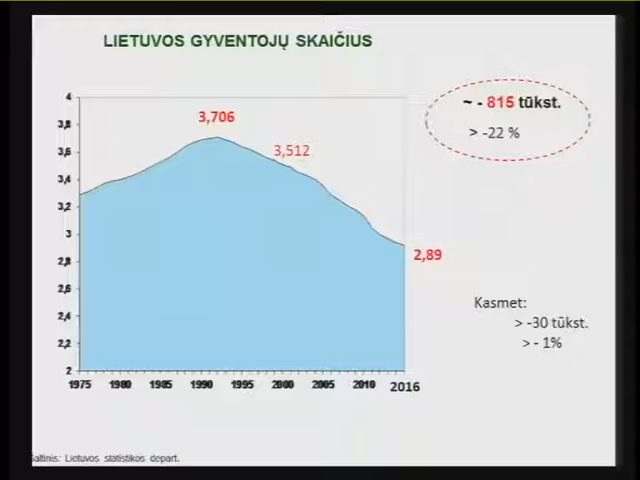 LIETUVOS GYVENTOJŲ SKAIČIUS
~ - 815 tūkst.
> -22 %
4
3,8
3,6
3,4
3,2
3
2,8
2,6
2,4
2,2
2
3,706
3,512
2,89
1975 1980 1985 1990 1995 2000 2005 2010 2016
Kasmet:
> -30 tūkst.
> - 1%
šaltinis: Lietuvos statistikos depart.